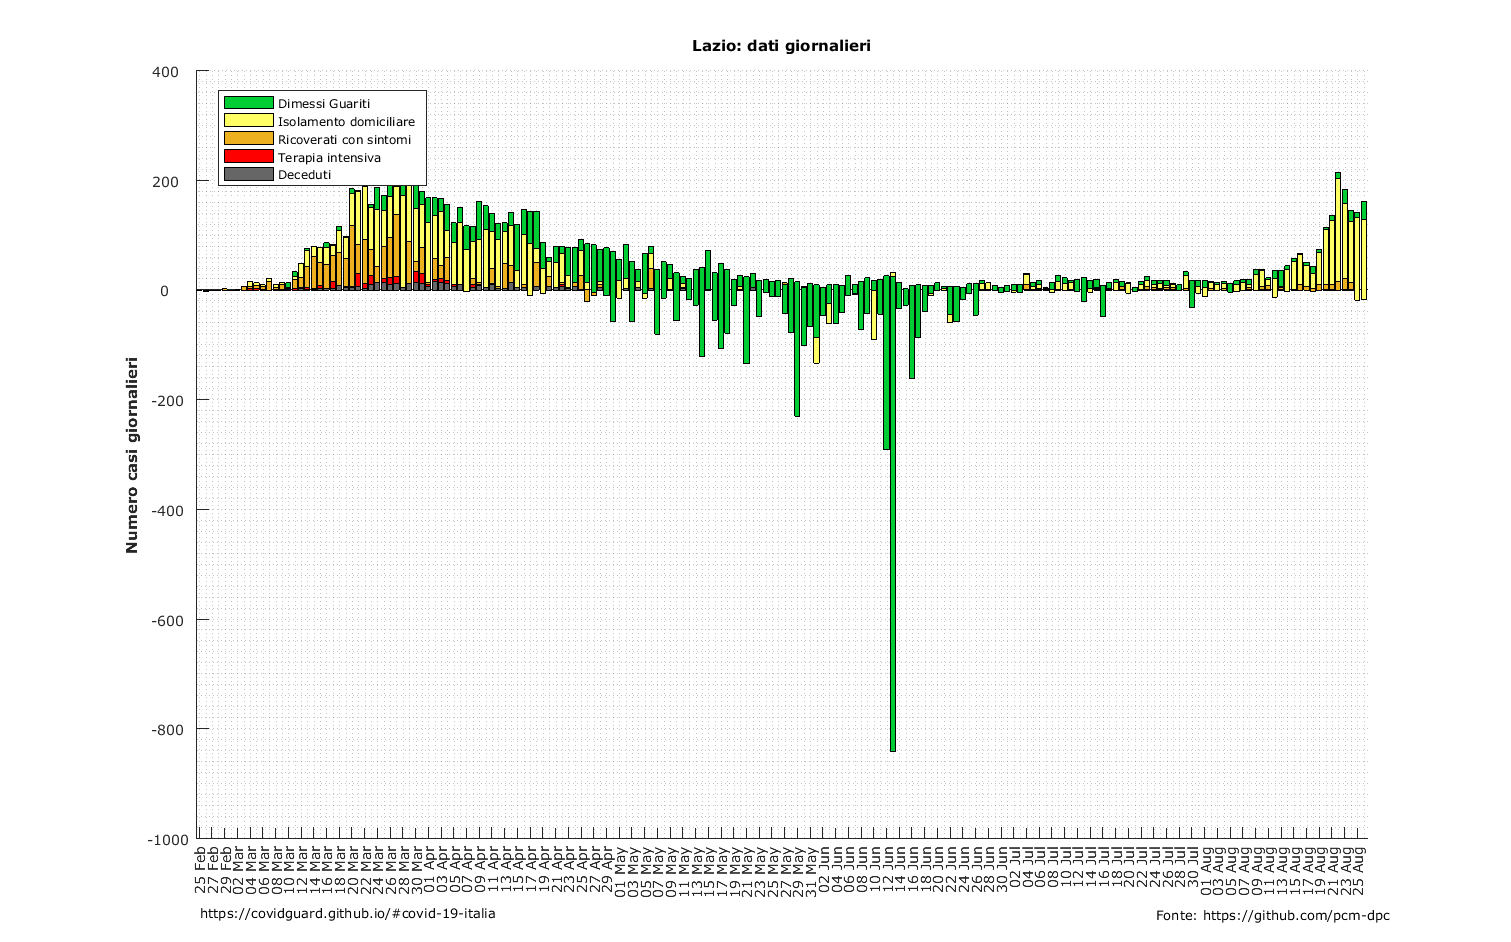 Lazio: dati giornalieri
400
200
0
-200
-400
-600
-800
-1000
Numero casi giornalieri
Dimessi Guariti
Isolamento domiciliare
Ricoverati con sintomi
Terapia intensiva
Deceduti
25 Feb
27 Feb
29 Feb
02 Mar
04 Mar
06 Mar
08 Mar
10 Mar
12 Mar
14 Mar
16 Mar
18 Mar
20 Mar
22 Mar
24 Mar
26 Mar
28 Mar
30 Mar
01 Apr
03 Apr
05 Apr
07 Apr
09 Apr
11 Apr
13 Apr
15 Apr
17 Apr
19 Apr
21 Apr
23 Apr
25 Apr
27 Apr
29 Apr
01 May
03 May
05 May
07 May
09 May
11 May
13 May
15 May
17 May
19 May
21 May
23 May
25 May
27 May
29 May
31 May
02 Jun
04 Jun
06 Jun
08 Jun
10 Jun
12 Jun
14 Jun
16 Jun
18 Jun
20 Jun
22 Jun
24 Jun
26 Jun
28 Jun
30 Jun
02 Jul
04 Jul
06 Jul
08 Jul
10 Jul
12 Jul
14 Jul
16 Jul
18 Jul
20 Jul
22 Jul
24 Jul
26 Jul
28 Jul
30 Jul
01 Aug
03 Aug
05 Aug
07 Aug
09 Aug
11 Aug
13 Aug
15 Aug
17 Aug
19 Aug
21 Aug
23 Aug
25 Aug
https://covidguard.github.io/#covid-19-italia
Fonte: https://github.com/pcm-dpc